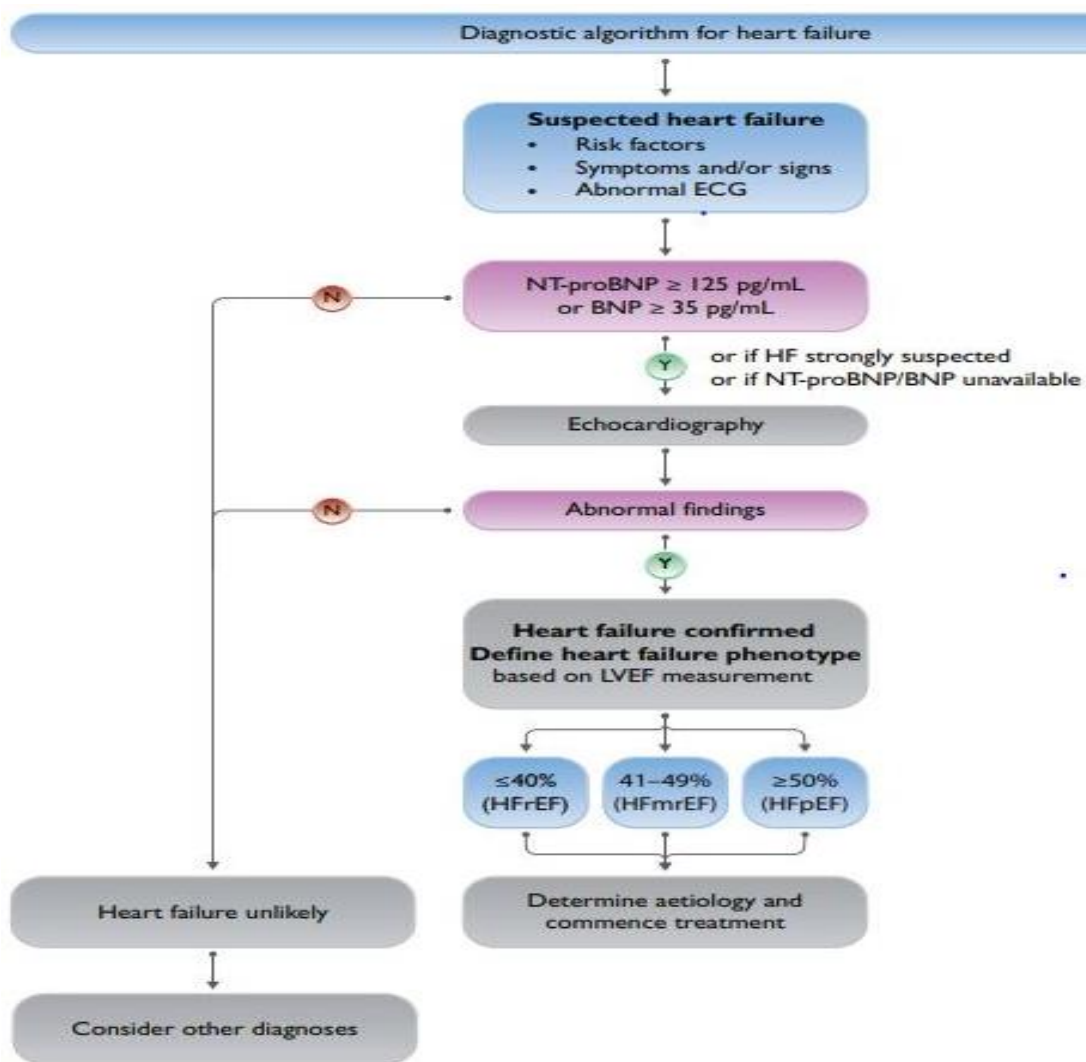 Diagnostic algorithm for heart failure
Suspected heart failure
• Risk factors
• Symptoms and/or signs
• Abnormal ECG
NT-proBNP ≥ 125 pg/mL
or BNP ≥ 35 pg/mL
N
Y
or if HF strongly suspected
or if NT-proBNP/BNP unavailable
Echocardiography
Abnormal findings
N
Y
Heart failure confirmed
Define heart failure phenotype
based on LVEF measurement
≤40%
(HFrEF)
41–49%
(HFmrEF)
≥50%
(HFpEF)
Determine aetiology and
commence treatment
Heart failure unlikely
Consider other diagnoses